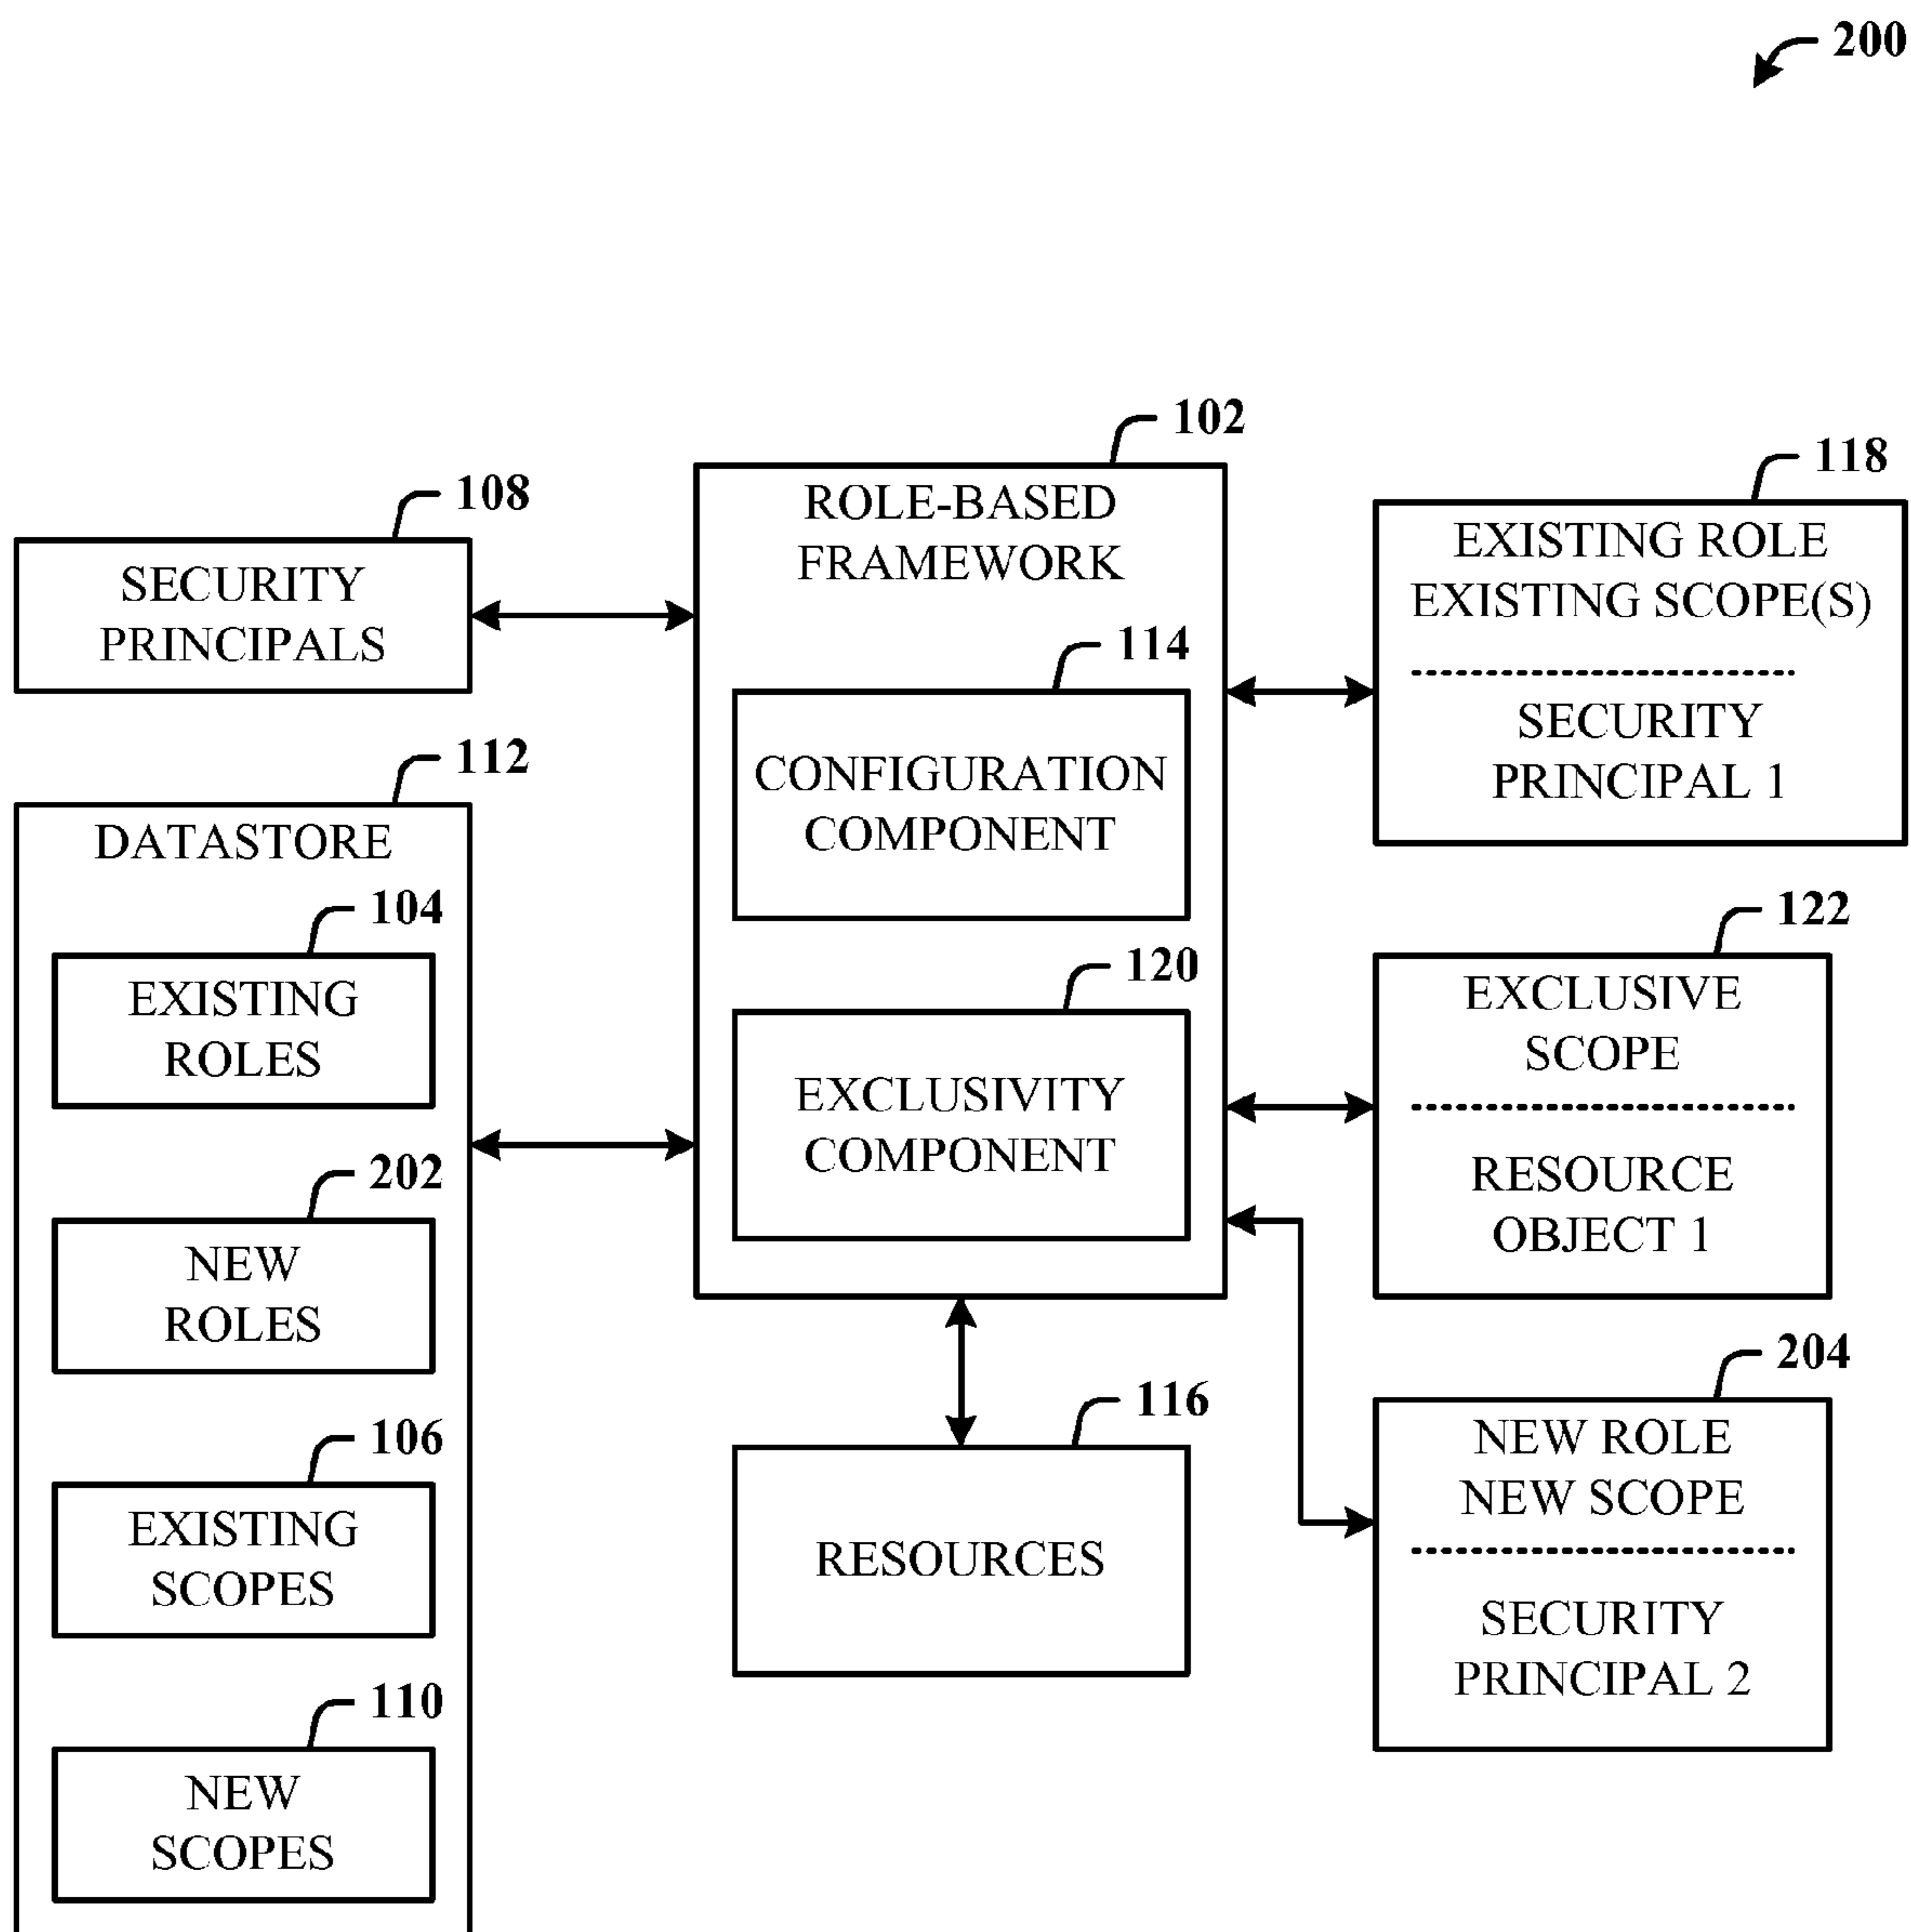 200
102
ROLE-BASED
FRAMEWORK
108
SECURITY
PRINCIPALS
118
EXISTING ROLE
EXISTING SCOPE(S)
SECURITY
PRINCIPAL 1
114
CONFIGURATION
COMPONENT
112
DATASTORE
104
EXISTING
ROLES
120
EXCLUSIVITY
COMPONENT
122
EXCLUSIVE
SCOPE
RESOURCE
OBJECT 1
202
NEW
ROLES
116
RESOURCES
204
NEW ROLE
NEW SCOPE
SECURITY
PRINCIPAL 2
106
EXISTING
SCOPES
110
NEW
SCOPES